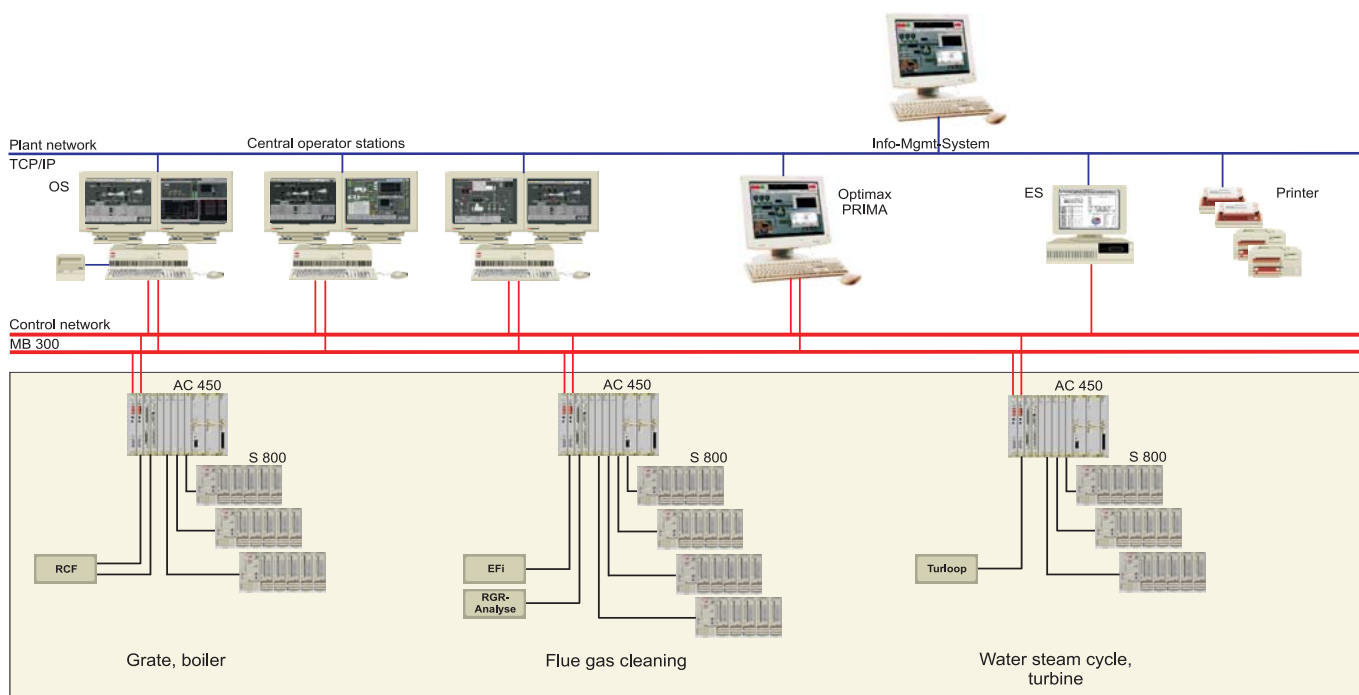 Plant network
Central operator stations
Info-Mgmt-System
TCP/IP
OS
Optimax
PRIMA
ES
Printer
Control network
MB 300
AC 450
AC 450
AC 450
S 800
S 800
S 800
RCF
EFi
RGR-
Analyse
Turloop
Grate, boiler
Flue gas cleaning
Water steam cycle,
turbine